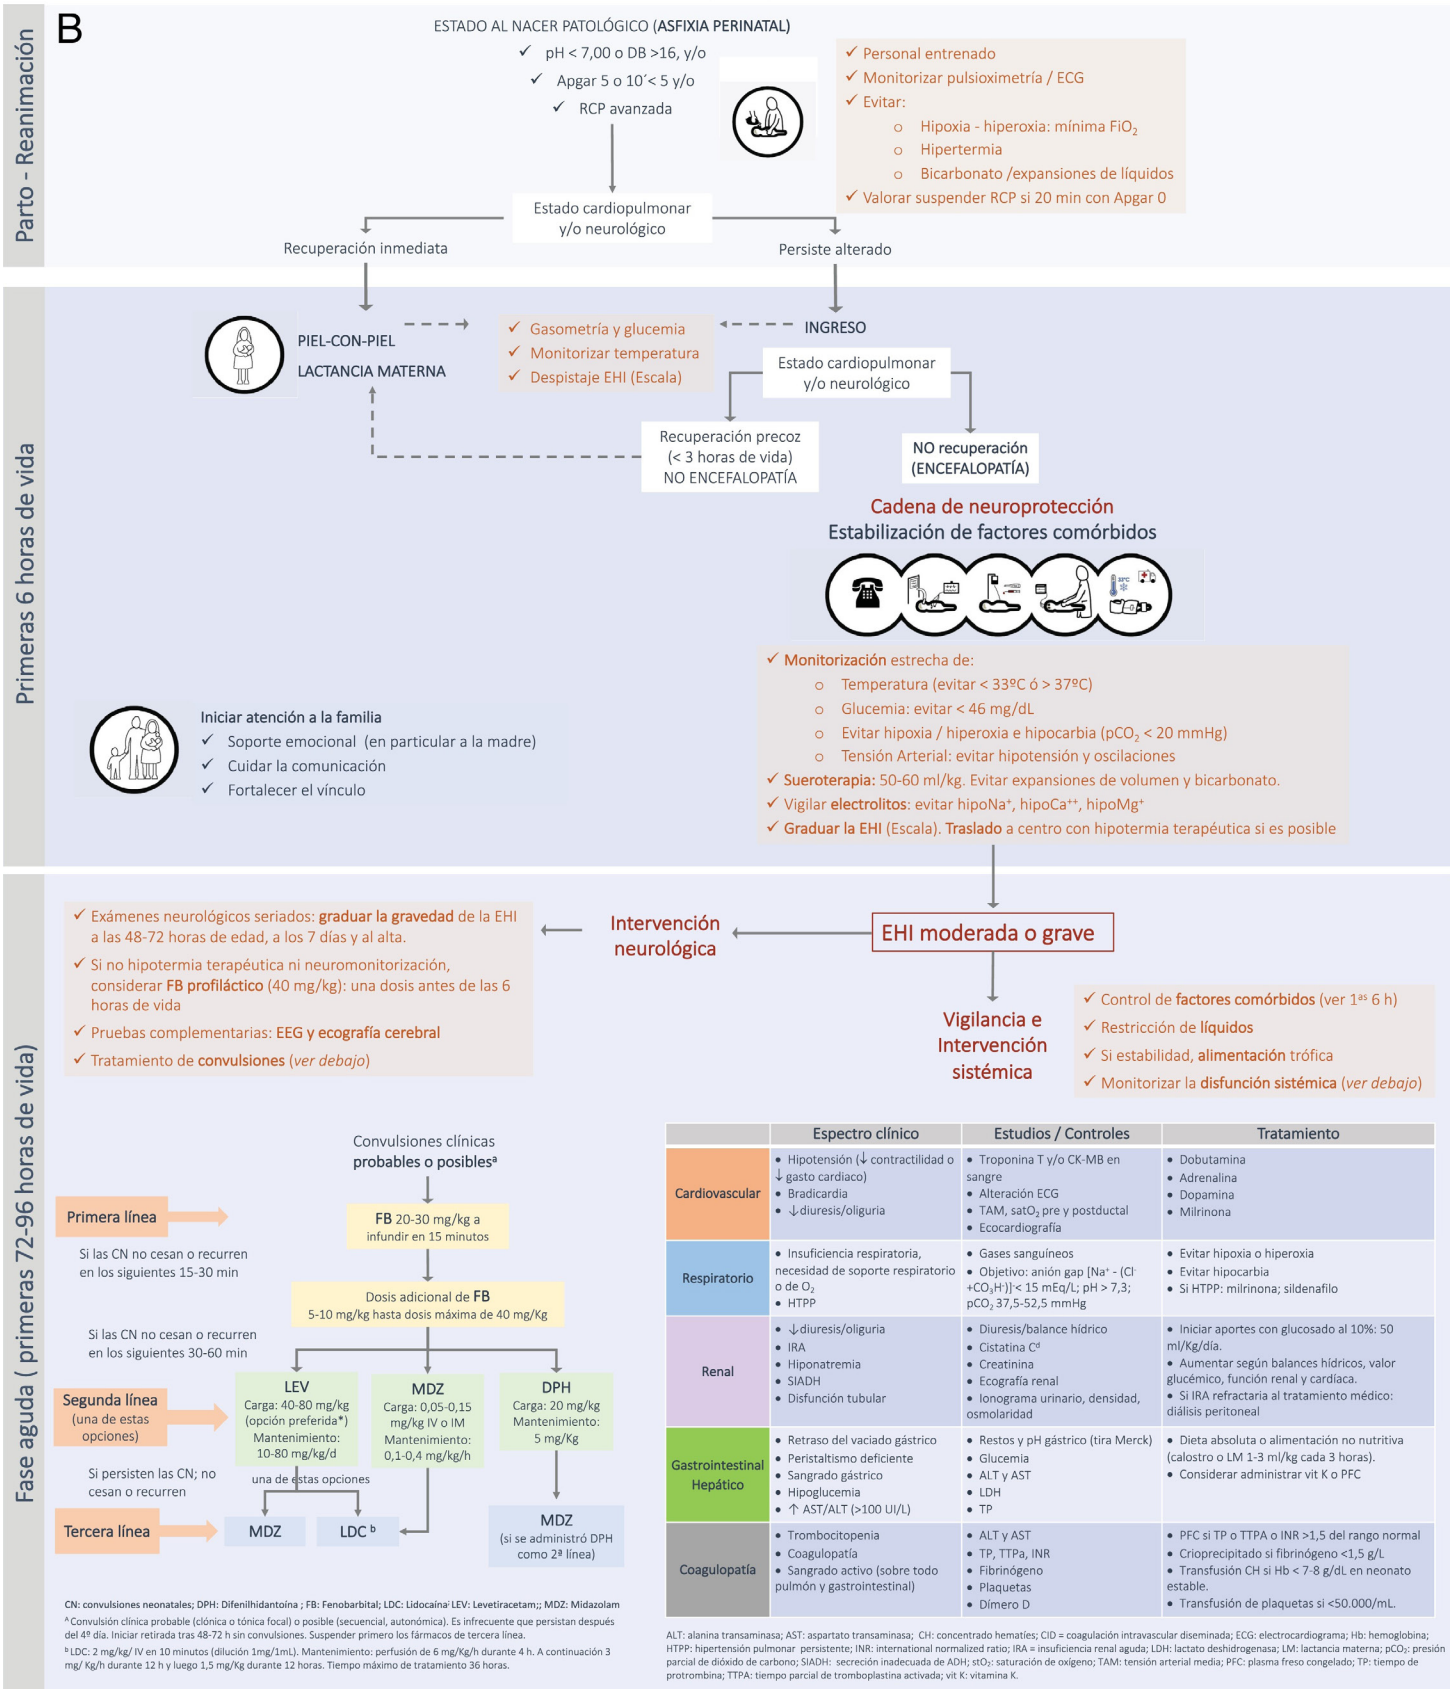 B
Parto - Reanimación
ESTADO AL NACER PATOLÓGICO (ASFIXIA PERINATAL)
✓ pH < 7,00 o DB >16, y/o
✓ Apgar 5 o 10´< 5 y/o
✓ RCP avanzada
✓ Personal entrenado
✓ Monitorizar pulsioximetría / ECG
✓ Evitar:
o Hipoxia - hiperoxia: mínima FiO₂
o Hipertermia
o Bicarbonato /expansiones de líquidos
✓ Valorar suspender RCP si 20 min con Apgar 0
Estado cardiopulmonar
y/o neurológico
Recuperación inmediata
Persiste alterado
Primeras 6 horas de vida
PIEL-CON-PIEL
LACTANCIA MATERNA
✓ Gasometría y glucemia
✓ Monitorizar temperatura
✓ Despistaje EHI (Escala)
INGRESO
Estado cardiopulmonar
y/o neurológico
Recuperación precoz
(< 3 horas de vida)
NO ENCEFALOPATÍA
NO recuperación
(ENCEFALOPATÍA)
Cadena de neuroprotección
Estabilización de factores comórbidos
33ºC
✓ Monitorización estrecha de:
o Temperatura (evitar < 33ºC ó > 37ºC)
o Glucemia: evitar < 46 mg/dL
o Evitar hipoxia / hiperoxia e hipocarbia (pCO₂ < 20 mmHg)
o Tensión Arterial: evitar hipotensión y oscilaciones
✓ Sueroterapia: 50-60 ml/kg. Evitar expansiones de volumen y bicarbonato.
✓ Vigilar electrolitos: evitar hipoNa⁺, hipoCa⁺⁺, hipoMg⁺
✓ Graduar la EHI (Escala). Traslado a centro con hipotermia terapéutica si es posible
Iniciar atención a la familia
✓ Soporte emocional (en particular a la madre)
✓ Cuidar la comunicación
✓ Fortalecer el vínculo
Fase aguda ( primeras 72-96 horas de vida)
✓ Exámenes neurológicos seriados: graduar la gravedad de la EHI
a las 48-72 horas de edad, a los 7 días y al alta.
✓ Si no hipotermia terapéutica ni neuromonitorización,
considerar FB profiláctico (40 mg/kg): una dosis antes de las 6
horas de vida
✓ Pruebas complementarias: EEG y ecografía cerebral
✓ Tratamiento de convulsiones (ver debajo)
Intervención
neurológica
EHI moderada o grave
Vigilancia e
Intervención
sistémica
✓ Control de factores comórbidos (ver 1ᵃˢ 6 h)
✓ Restricción de líquidos
✓ Si estabilidad, alimentación trófica
✓ Monitorizar la disfunción sistémica (ver debajo)
Convulsiones clínicas
probables o posiblesᵃ
Primera línea
FB 20-30 mg/kg a
infundir en 15 minutos
Si las CN no cesan o recurren
en los siguientes 15-30 min
Dosis adicional de FB
5-10 mg/kg hasta dosis máxima de 40 mg/Kg
Si las CN no cesan o recurren
en los siguientes 30-60 min
Segunda línea
(una de estas
opciones)
LEV
Carga: 40-80 mg/kg
(opción preferida*)
Mantenimiento:
10-80 mg/kg/d
MDZ
Carga: 0,05-0,15
mg/kg IV o IM
Mantenimiento:
0,1-0,4 mg/kg/h
DPH
Carga: 20 mg/kg
Mantenimiento:
5 mg/Kg
Si persisten las CN; no
cesan o recurren
una de estas opciones
Tercera línea
MDZ
LDC ᵇ
MDZ
(si se administró DPH
como 2ª línea)
CN: convulsiones neonatales; DPH: Difenilhidantoína ; FB: Fenobarbital; LDC: Lidocaína; LEV: Levetiracetam;; MDZ: Midazolam
ᴬ Convulsión clínica probable (clónica o tónica focal) o posible (secuencial, autonómica). Es infrecuente que persistan después
del 4º día. Iniciar retirada tras 48-72 h sin convulsiones. Suspender primero los fármacos de tercera línea.
ᵇ LDC: 2 mg/kg/ IV en 10 minutos (dilución 1mg/1mL). Mantenimiento: perfusión de 6 mg/Kg/h durante 4 h. A continuación 3
mg/ Kg/h durante 12 h y luego 1,5 mg/Kg durante 12 horas. Tiempo máximo de tratamiento 36 horas.
Espectro clínico
Estudios / Controles
Tratamiento
Cardiovascular
• Hipotensión (↓ contractilidad o
↓ gasto cardiaco)
• Bradicardia
• ↓diuresis/oliguria
• Troponina T y/o CK-MB en
sangre
• Alteración ECG
• TAM, satO₂ pre y postductal
• Ecocardiografía
• Dobutamina
• Adrenalina
• Dopamina
• Milrinona
Respiratorio
• Insuficiencia respiratoria,
necesidad de soporte respiratorio
o de O₂
• HTPP
• Gases sanguíneos
• Objetivo: anión gap [Na⁺ - (Cl⁻
+CO₃H⁻)]< 15 mEq/L; pH > 7,3;
pCO₂ 37,5-52,5 mmHg
• Evitar hipoxia o hiperoxia
• Evitar hipocarbia
• Si HTPP: milrinona; sildenafilo
Renal
• ↓diuresis/oliguria
• IRA
• Hiponatremia
• SIADH
• Disfunción tubular
• Diuresis/balance hídrico
• Cistatina Cᵈ
• Creatinina
• Ecografía renal
• Ionograma urinario, densidad,
osmolaridad
• Iniciar aportes con glucosado al 10%: 50
ml/Kg/día.
• Aumentar según balances hídricos, valor
glucémico, función renal y cardíaca.
• Si IRA refractaria al tratamiento médico:
diálisis peritoneal
Gastrointestinal
Hepático
• Retraso del vaciado gástrico
• Peristaltismo deficiente
• Sangrado gástrico
• Hipoglucemia
• ↑ AST/ALT (>100 UI/L)
• Restos y pH gástrico (tira Merck)
• Glucemia
• ALT y AST
• LDH
• TP
• Dieta absoluta o alimentación no nutritiva
(calostro o LM 1-3 ml/kg cada 3 horas).
• Considerar administrar vit K o PFC
Coagulopatía
• Trombocitopenia
• Coagulopatía
• Sangrado activo (sobre todo
pulmón y gastrointestinal)
• ALT y AST
• TP, TTPa, INR
• Fibrinógeno
• Plaquetas
• Dímero D
• PFC si TP o TTPA o INR >1,5 del rango normal
• Crioprecipitado si fibrinógeno <1,5 g/L
• Transfusión CH si Hb < 7-8 g/dL en neonato
estable.
• Transfusión de plaquetas si <50.000/mL.
ALT: alanina transaminasa; AST: aspartato transaminasa; CH: concentrado hematíes; CID = coagulación intravascular diseminada; ECG: electrocardiograma; Hb: hemoglobina;
HTPP: hipertensión pulmonar persistente; INR: international normalized ratio; IRA = insuficiencia renal aguda; LDH: lactato deshidrogenasa; LM: lactancia materna; pCO₂: presión
parcial de dióxido de carbono; SIADH: secreción inadecuada de ADH; stO₂: saturación de oxígeno; TAM: tensión arterial media; PFC: plasma freso congelado; TP: tiempo de
protrombina; TTPA: tiempo parcial de tromboplastina activada; vit K: vitamina K.